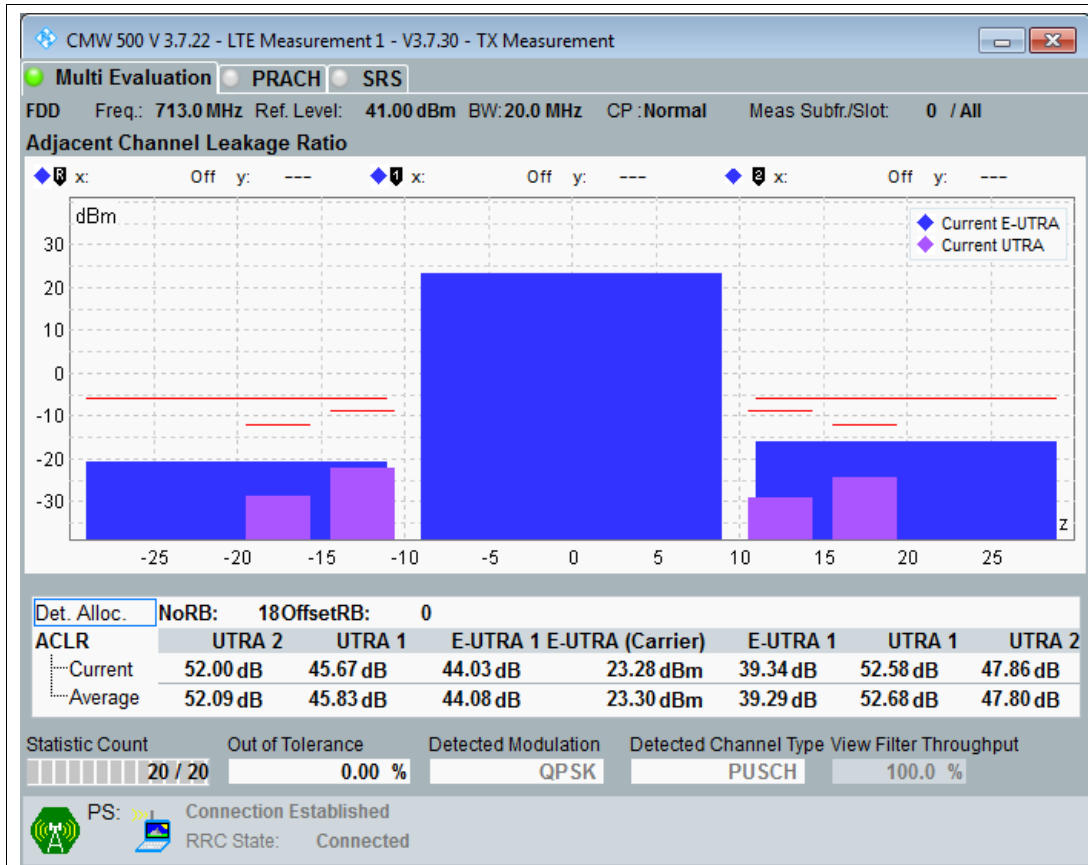 CMW 500 V 3.7.22 - LTE Measurement 1 - V3.7.30 - TX Measurement
Multi Evaluation PRACH SRS
FDD Freq.: 713.0 MHz Ref. Level: 41.00 dBm BW: 20.0 MHz CP : Normal Meas Subfr./Slot: 0 / All
Adjacent Channel Leakage Ratio
R x: Off y: --- 1 x: Off y: --- 2 x: Off y: ---
dBm
Current E-UTRA
Current UTRA
30
20
10
0
-10
-20
-30
z
-25 -20 -15 -10 -5 0 5 10 15 20 25
Det. Alloc. NoRB: 18 OffsetRB: 0
ACLR UTRA 2 UTRA 1 E-UTRA 1 E-UTRA (Carrier) E-UTRA 1 UTRA 1 UTRA 2
Current 52.00 dB 45.67 dB 44.03 dB 23.28 dBm 39.34 dB 52.58 dB 47.86 dB
Average 52.09 dB 45.83 dB 44.08 dB 23.30 dBm 39.29 dB 52.68 dB 47.80 dB
Statistic Count Out of Tolerance Detected Modulation Detected Channel Type View Filter Throughput
20 / 20 0.00 % QPSK PUSCH 100.0 %
PS: Connection Established
RRC State: Connected